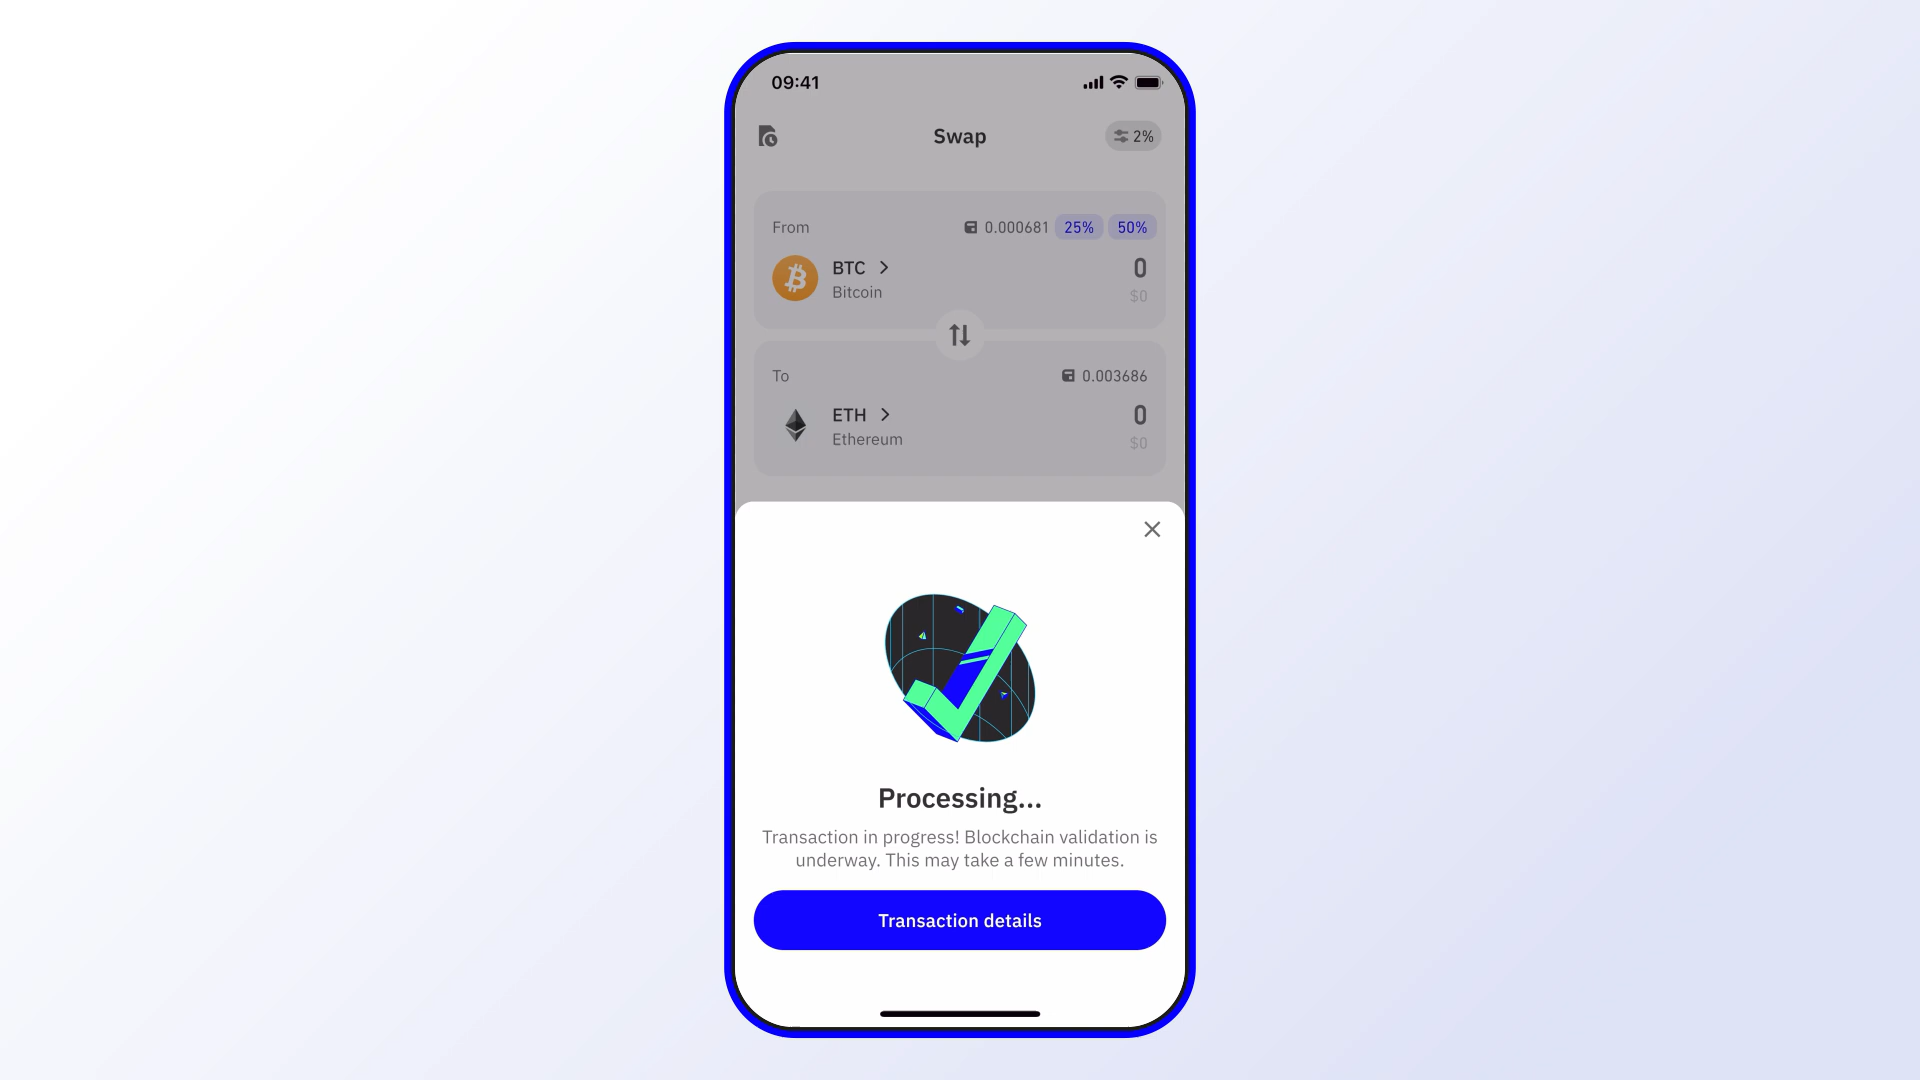 09:41
Swap
2%
From
0.000681
25%
50%
BTC
0
Bitcoin
$0
To
0.003686
ETH
0
Ethereum
$0
Processing...
Transaction in progress! Blockchain validation is
underway. This may take a few minutes.
Transaction details